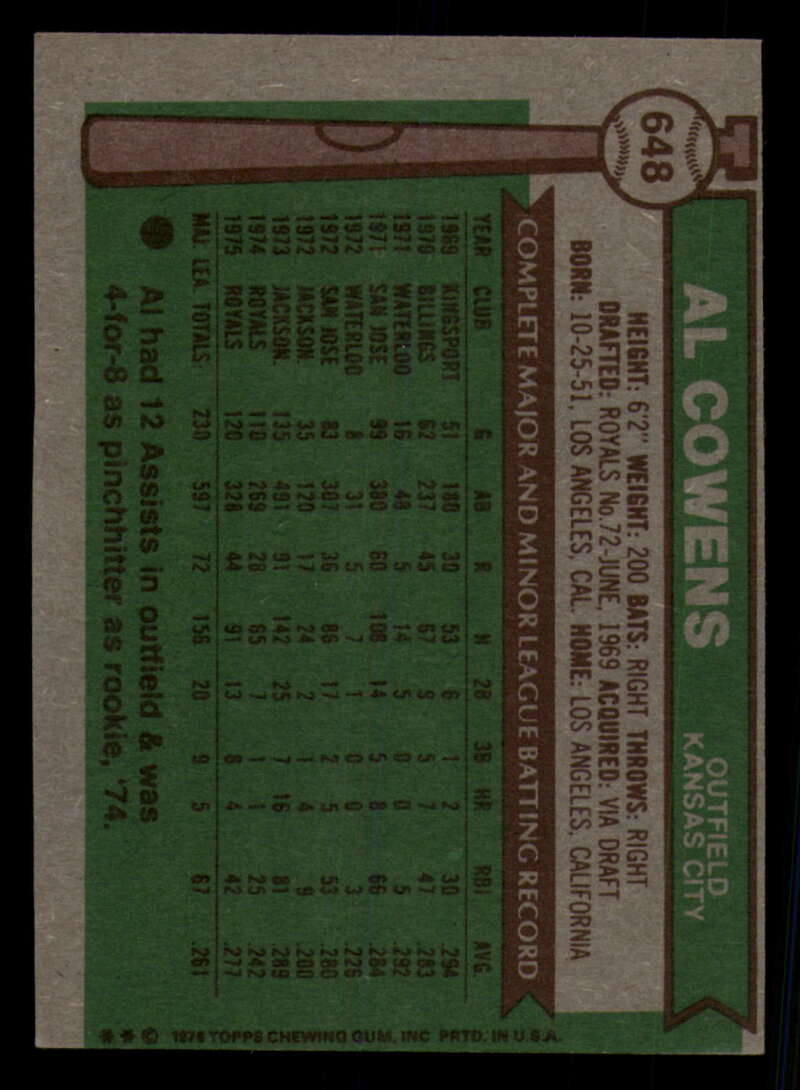 648
AL COWENS
OUTFIELD
KANSAS CITY
HEIGHT: 6'2" WEIGHT: 200 BATS: RIGHT THROWS: RIGHT
DRAFTED: ROYALS No.72-JUNE, 1969 ACQUIRED: VIA DRAFT
BORN: 10-25-51, LOS ANGELES, CAL. HOME: LOS ANGELES, CALIFORNIA
COMPLETE MAJOR AND MINOR LEAGUE BATTING RECORD
YEAR CLUB G AB R H 2B 3B HR RBI AVG.
1969 KINGSPORT 51 180 30 53 6 1 2 30 .294
1970 BILLINGS 62 237 45 67 9 5 7 47 .283
1971 WATERLOO 16 48 5 14 5 0 0 5 .292
1971 SAN JOSE 99 380 60 108 14 5 8 66 .284
1972 WATERLOO 8 31 5 7 1 0 0 3 .226
1972 SAN JOSE 83 307 36 86 17 2 5 53 .280
1972 JACKSON. 35 120 17 24 2 1 4 9 .200
1973 JACKSON. 135 491 91 142 25 7 16 81 .289
1974 ROYALS 110 269 28 65 7 1 1 25 .242
1975 ROYALS 120 328 44 91 13 8 4 42 .277
MAJ. LEA. TOTALS 230 597 72 156 20 9 5 67 .261
Al had 12 Assists in outfield & was
4-for-8 as pinchhitter as rookie, '74.
** © 1976 TOPPS CHEWING GUM, INC PRTD. IN U.S.A.